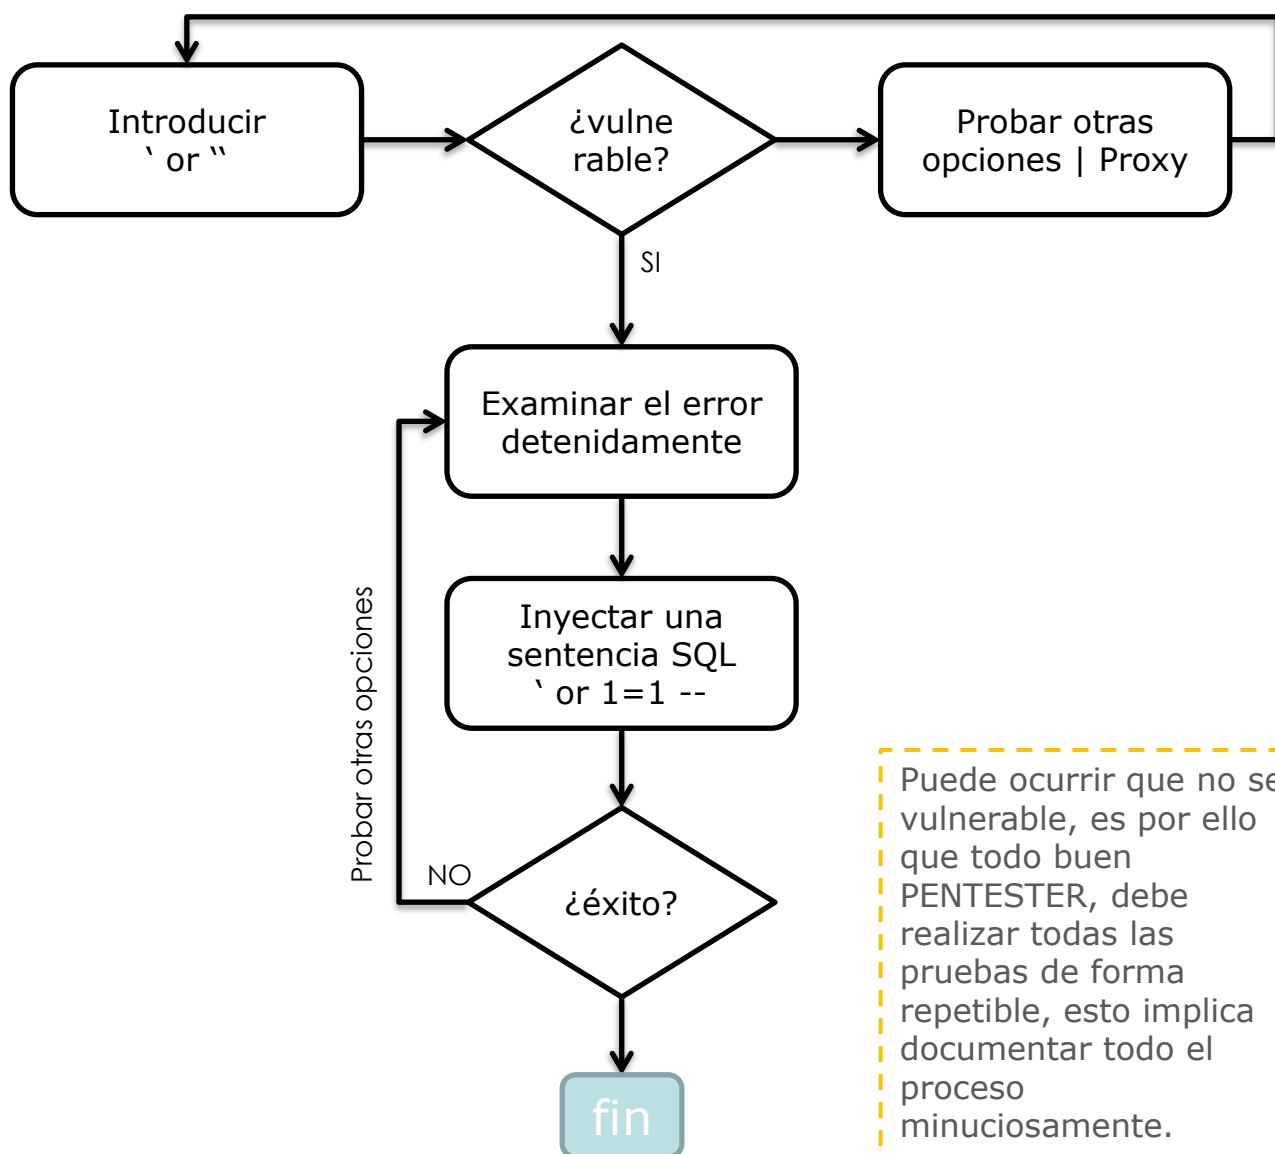 Introducir
‘ or “
¿vulne
rable?
Probar otras
opciones | Proxy
SI
Examinar el error
detenidamente
Inyectar una
sentencia SQL
‘ or 1=1 --
Probar otras opciones
NO
¿éxito?
fin
Puede ocurrir que no se
vulnerable, es por ello
que todo buen
PENTESTER, debe
realizar todas las
pruebas de forma
repetible, esto implica
documentar todo el
proceso
minuciosamente.